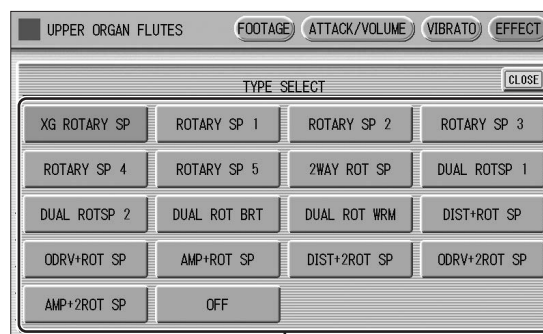 UPPER ORGAN FLUTES FOOTAGE ATTACK/VOLUME VIBRATO EFFECT
TYPE SELECT CLOSE
XG ROTARY SP ROTARY SP 1 ROTARY SP 2 ROTARY SP 3
ROTARY SP 4 ROTARY SP 5 2WAY ROT SP DUAL ROTSP 1
DUAL ROTSP 2 DUAL ROT BRT DUAL ROT WRM DIST+ROT SP
ODRV+ROT SP AMP+ROT SP DIST+2ROT SP ODRV+2ROT SP
AMP+2ROT SP OFF